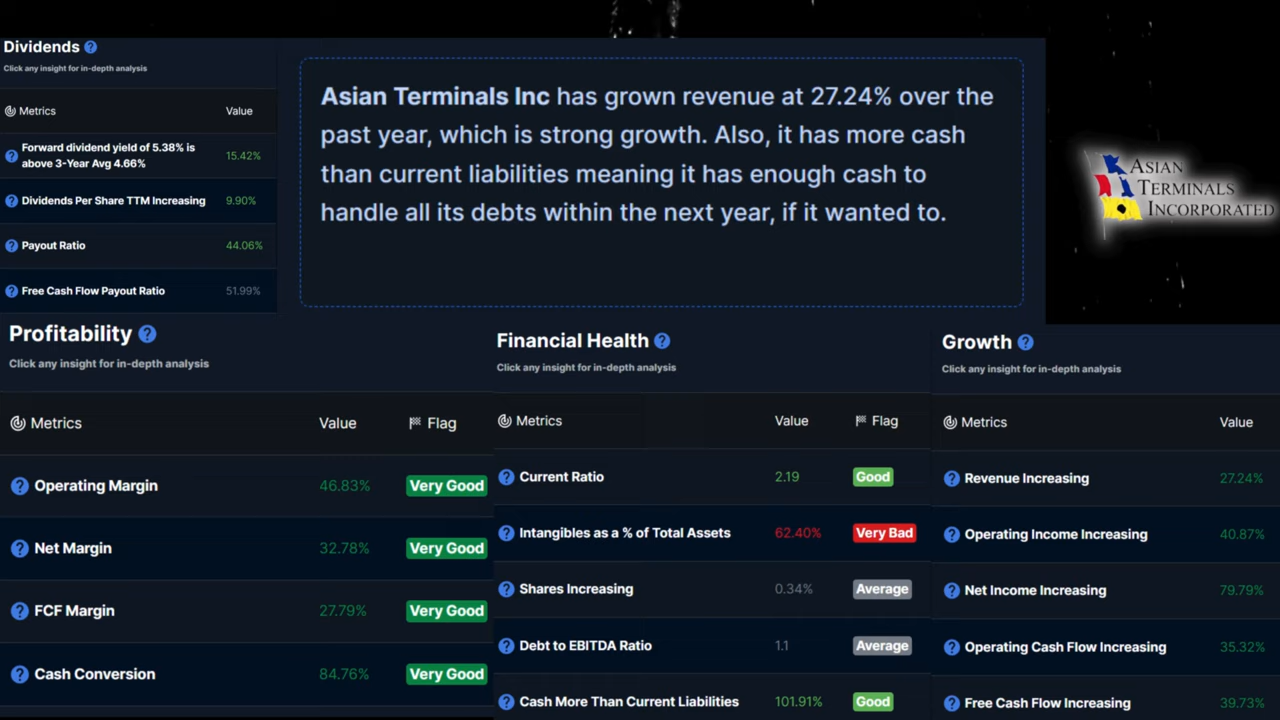 Dividends
Click any insight for in-depth analysis
Metrics Value
Forward dividend yield of 5.38% is
above 3-Year Avg 4.66% 15.42%
Dividends Per Share TTM Increasing 9.90%
Payout Ratio 44.06%
Free Cash Flow Payout Ratio 51.99%
Asian Terminals Inc has grown revenue at 27.24% over the
past year, which is strong growth. Also, it has more cash
than current liabilities meaning it has enough cash to
handle all its debts within the next year, if it wanted to.
ASIAN
TERMINALS
INCORPORATED
Profitability
Click any insight for in-depth analysis
Metrics Value Flag
Operating Margin 46.83% Very Good
Net Margin 32.78% Very Good
FCF Margin 27.79% Very Good
Cash Conversion 84.76% Very Good
Financial Health
Click any insight for in-depth analysis
Metrics Value Flag
Current Ratio 2.19 Good
Intangibles as a % of Total Assets 62.40% Very Bad
Shares Increasing 0.34% Average
Debt to EBITDA Ratio 1.1 Average
Cash More Than Current Liabilities 101.91% Good
Growth
Click any insight for in-depth analysis
Metrics Value
Revenue Increasing 27.24%
Operating Income Increasing 40.87%
Net Income Increasing 79.79%
Operating Cash Flow Increasing 35.32%
Free Cash Flow Increasing 39.73%